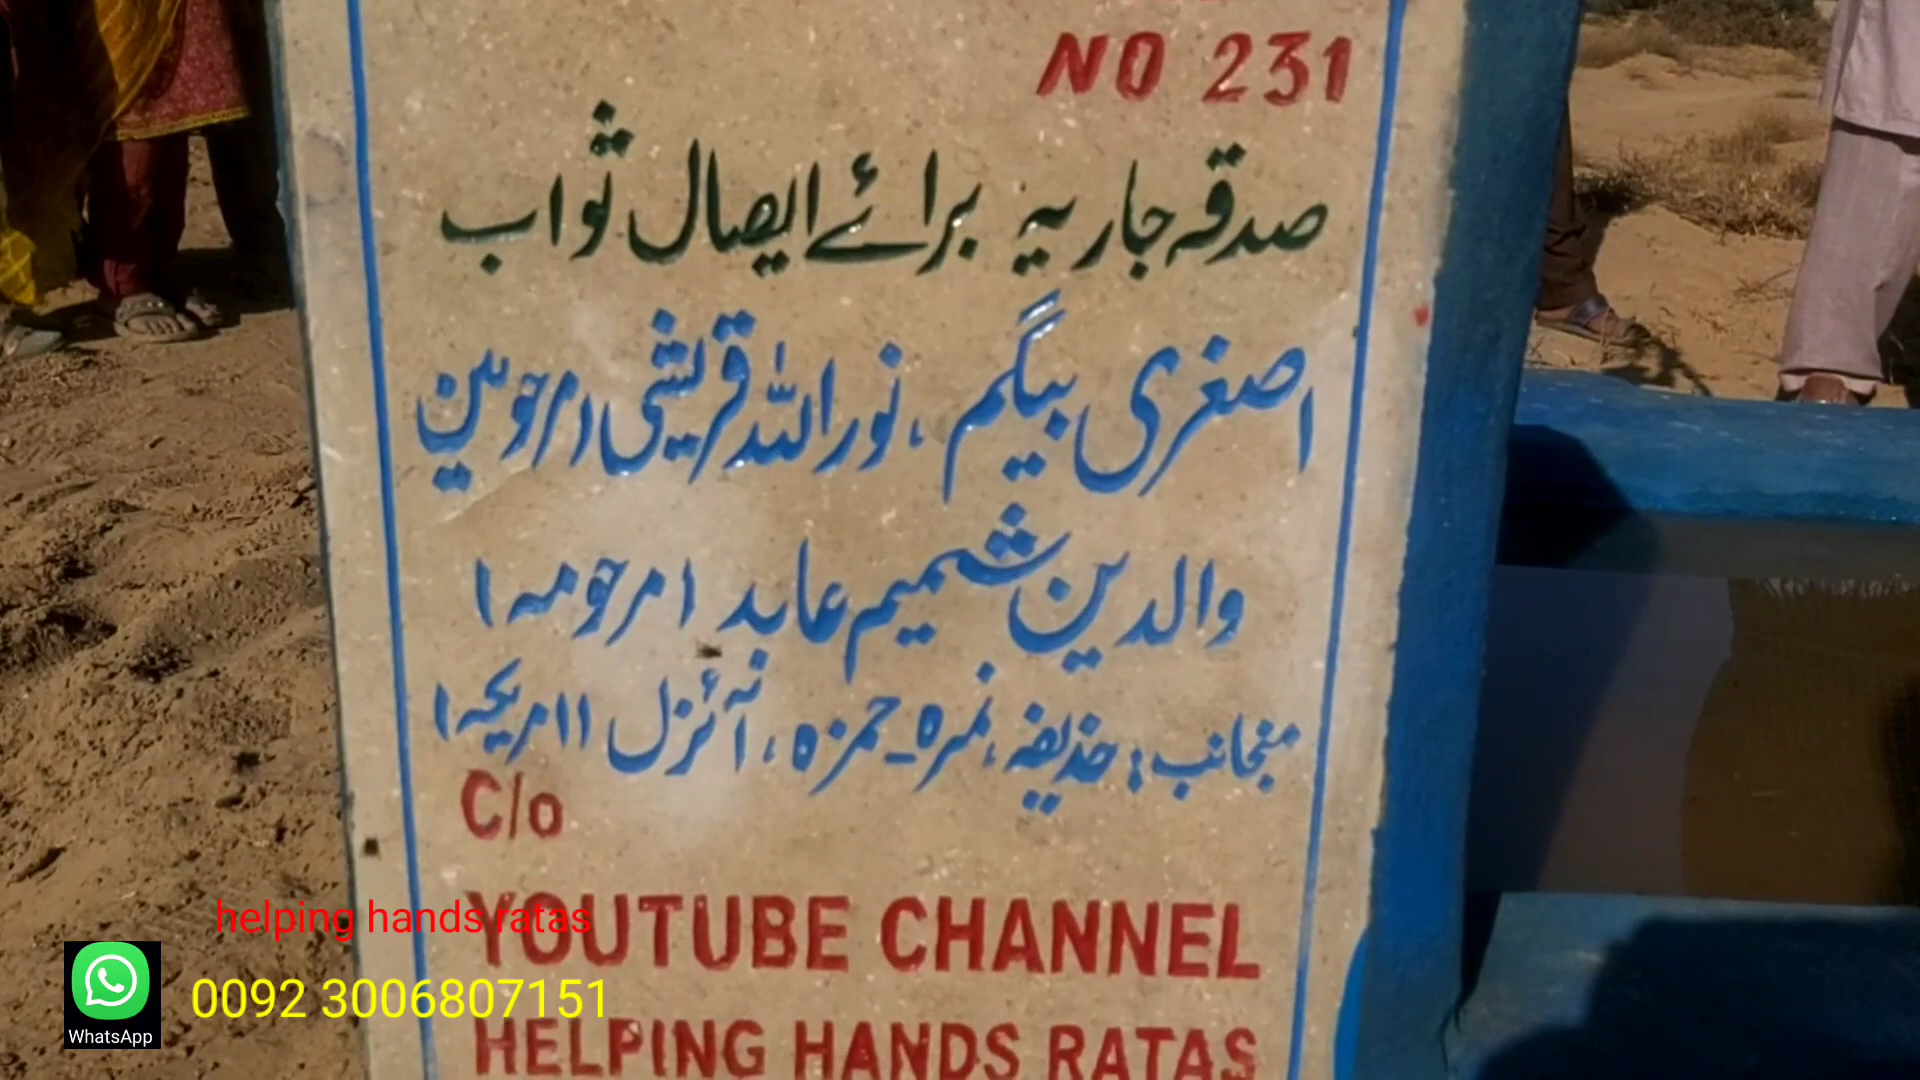 NO 231
صدقہ جاریہ برائے ایصال ثواب
اصغری بیگم ، نور اللہ قریشی (مرحومین
والدین شمیم عابد (مرحومہ)
منجانب: حذیفہ، نمرہ - حمزہ، آئزل (امریکہ)
C/o
YOUTUBE CHANNEL
HELPING HANDS RATAS
helping hands ratas
0092 3006807151
WhatsApp